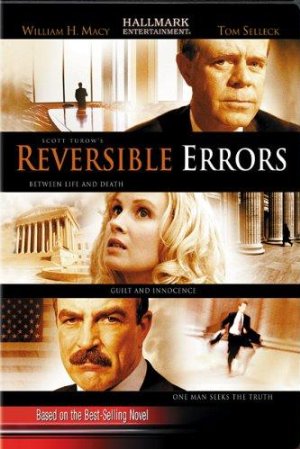 WILLIAM H. MACY
HALLMARK
ENTERTAINMENT.
TOM SELLECK
SCOTT TUROW'S
REVERSIBLE ERRORS
BETWEEN LIFE AND DEATH
GUILT AND INNOCENCE
ONE MAN SEEKS THE TRUTH
Based on the Best-Selling Novel